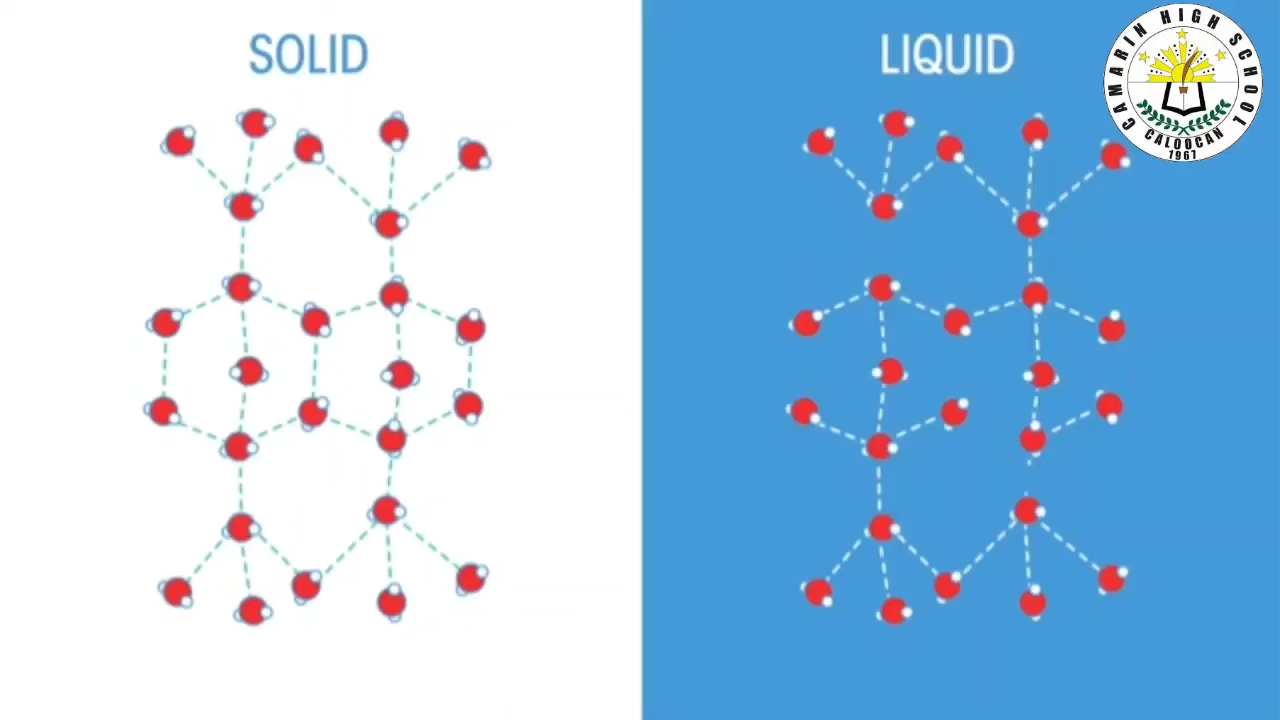 SOLID
LIQUID
CAMARIN HIGH SCHOOL
CALOOCAN
1967